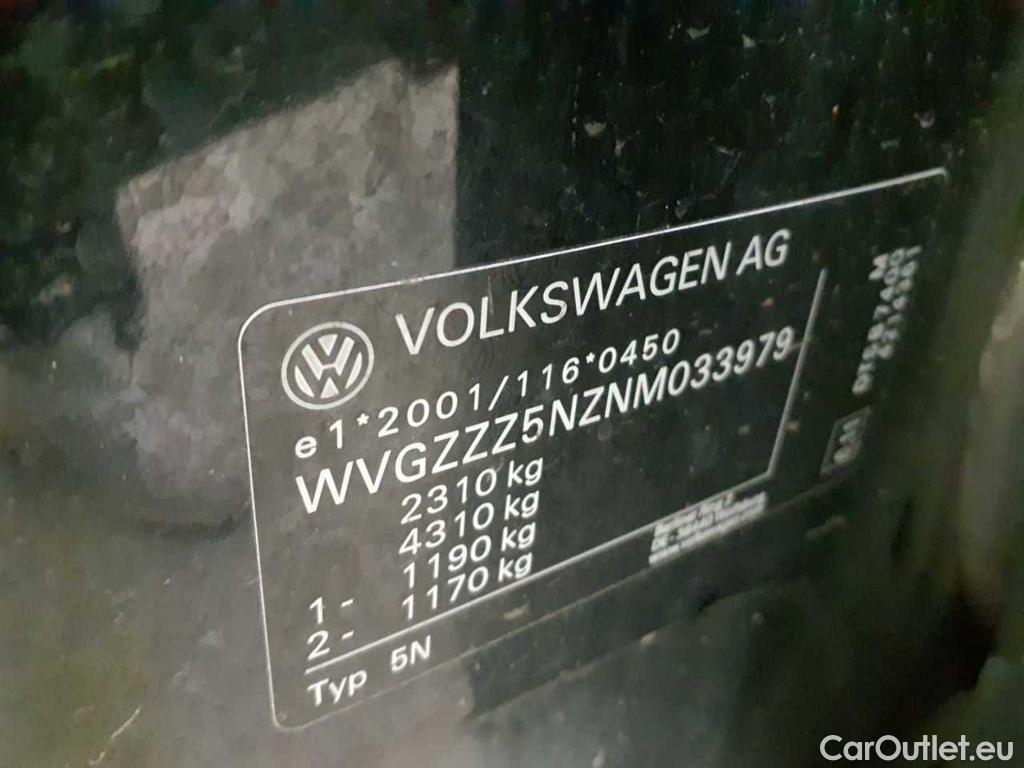 VOLKSWAGEN AG
e1*2001/116*0450
WVGZZZ5NZNM033979
2310 kg
4310 kg
1 - 1190 kg
2 - 1170 kg
Typ 5N
CarOutlet.eu